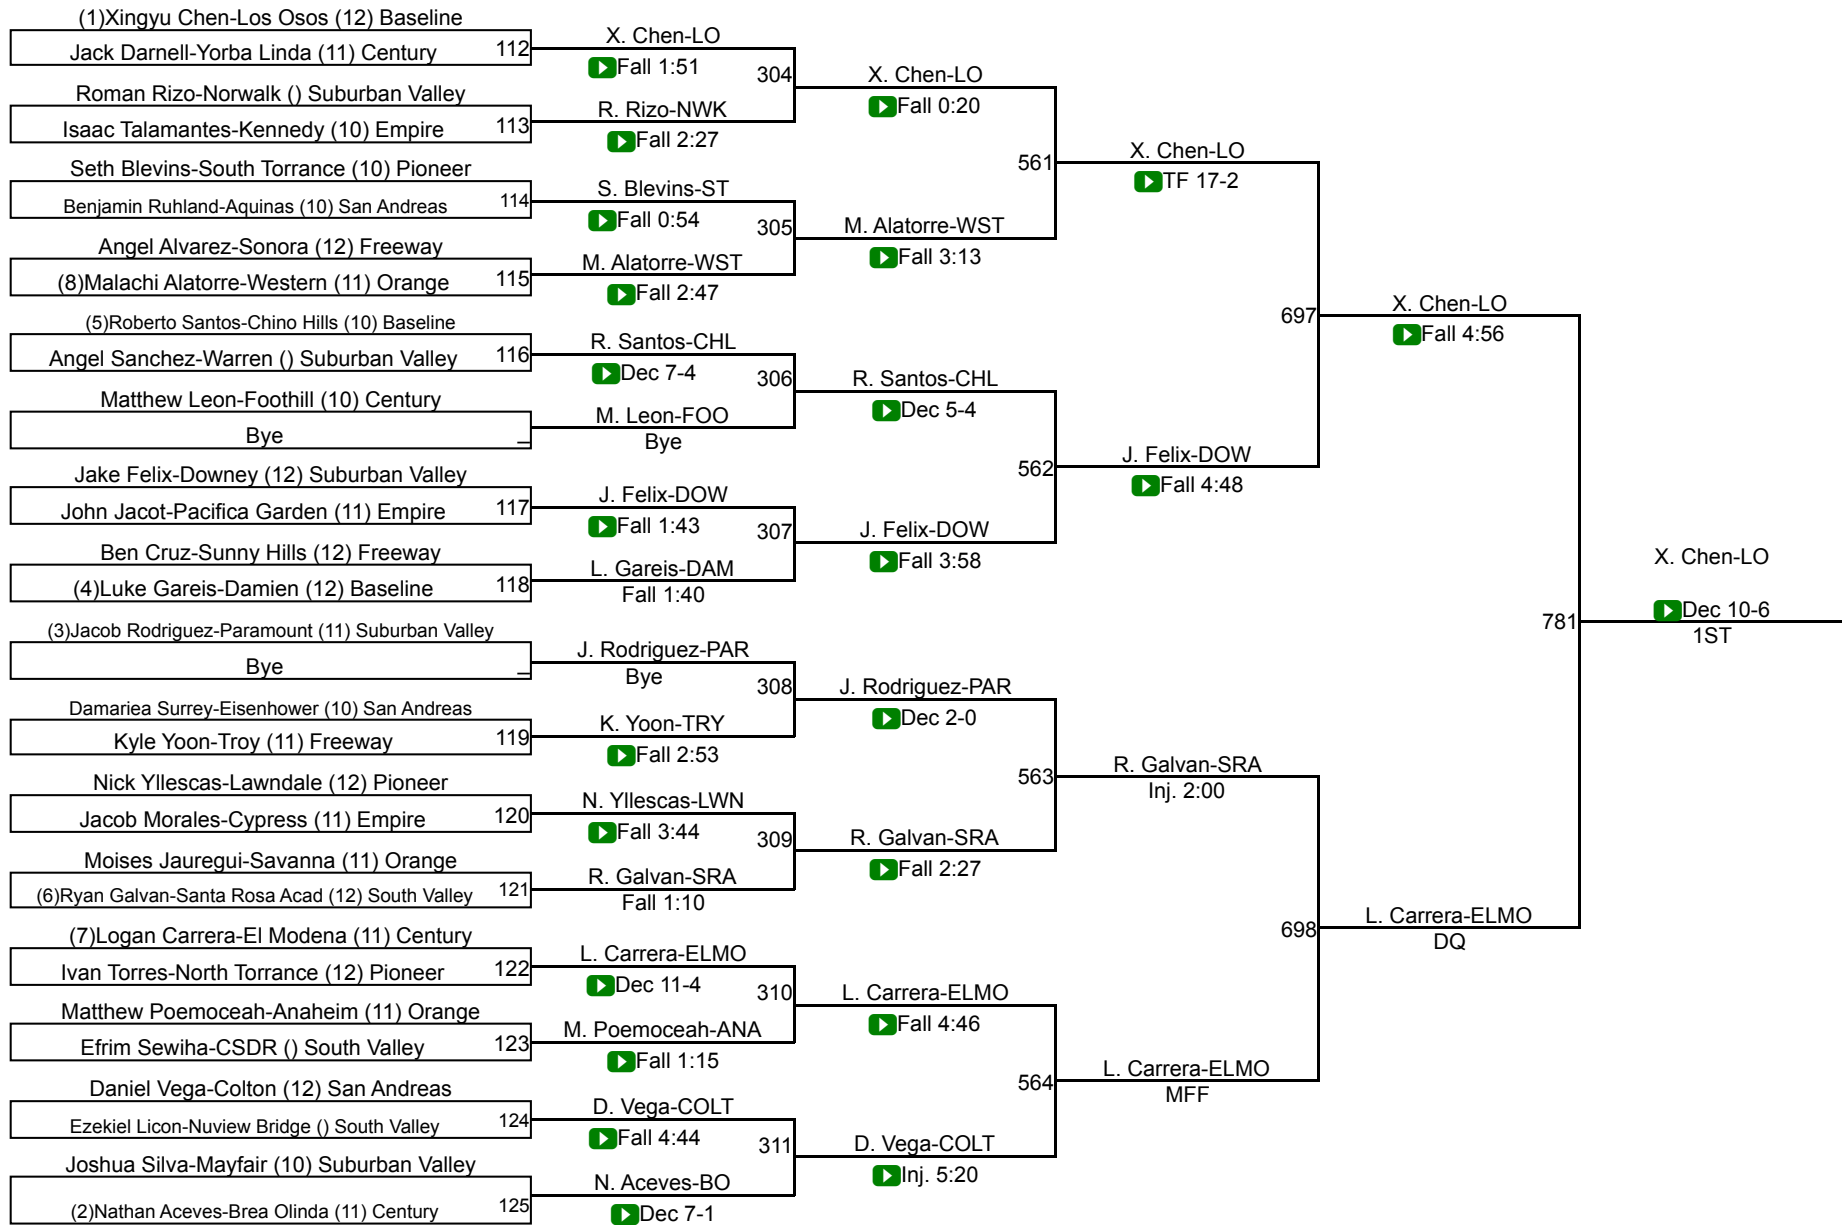 (1)Xingyu Chen-Los Osos (12) Baseline
Jack Darnell-Yorba Linda (11) Century 112
Roman Rizo-Norwalk () Suburban Valley
Isaac Talamantes-Kennedy (10) Empire 113
Seth Blevins-South Torrance (10) Pioneer
Benjamin Ruhland-Aquinas (10) San Andreas 114
Angel Alvarez-Sonora (12) Freeway
(8)Malachi Alatorre-Western (11) Orange 115
(5)Roberto Santos-Chino Hills (10) Baseline
Angel Sanchez-Warren () Suburban Valley 116
Matthew Leon-Foothill (10) Century
Bye _
Jake Felix-Downey (12) Suburban Valley
John Jacot-Pacifica Garden (11) Empire 117
Ben Cruz-Sunny Hills (12) Freeway
(4)Luke Gareis-Damien (12) Baseline 118
(3)Jacob Rodriguez-Paramount (11) Suburban Valley
Bye _
Damariea Surrey-Eisenhower (10) San Andreas
Kyle Yoon-Troy (11) Freeway 119
Nick Yllescas-Lawndale (12) Pioneer
Jacob Morales-Cypress (11) Empire 120
Moises Jauregui-Savanna (11) Orange
(6)Ryan Galvan-Santa Rosa Acad (12) South Valley 121
(7)Logan Carrera-El Modena (11) Century
Ivan Torres-North Torrance (12) Pioneer 122
Matthew Poemoceah-Anaheim (11) Orange
Efrim Sewiha-CSDR () South Valley 123
Daniel Vega-Colton (12) San Andreas
Ezekiel Licon-Nuview Bridge () South Valley 124
Joshua Silva-Mayfair (10) Suburban Valley
(2)Nathan Aceves-Brea Olinda (11) Century 125
X. Chen-LO
Fall 1:51
304
R. Rizo-NWK
Fall 2:27
S. Blevins-ST
Fall 0:54
305
M. Alatorre-WST
Fall 2:47
R. Santos-CHL
Dec 7-4
306
M. Leon-FOO
Bye
J. Felix-DOW
Fall 1:43
307
L. Gareis-DAM
Fall 1:40
J. Rodriguez-PAR
Bye
308
K. Yoon-TRY
Fall 2:53
N. Yllescas-LWN
Fall 3:44
309
R. Galvan-SRA
Fall 1:10
L. Carrera-ELMO
Dec 11-4
310
M. Poemoceah-ANA
Fall 1:15
D. Vega-COLT
Fall 4:44
311
N. Aceves-BO
Dec 7-1
X. Chen-LO
Fall 0:20
561
M. Alatorre-WST
Fall 3:13
R. Santos-CHL
Dec 5-4
562
J. Felix-DOW
Fall 3:58
J. Rodriguez-PAR
Dec 2-0
563
R. Galvan-SRA
Fall 2:27
L. Carrera-ELMO
Fall 4:46
564
D. Vega-COLT
Inj. 5:20
X. Chen-LO
TF 17-2
697
J. Felix-DOW
Fall 4:48
R. Galvan-SRA
Inj. 2:00
698
L. Carrera-ELMO
MFF
X. Chen-LO
Fall 4:56
781
L. Carrera-ELMO
DQ
X. Chen-LO
Dec 10-6
1ST